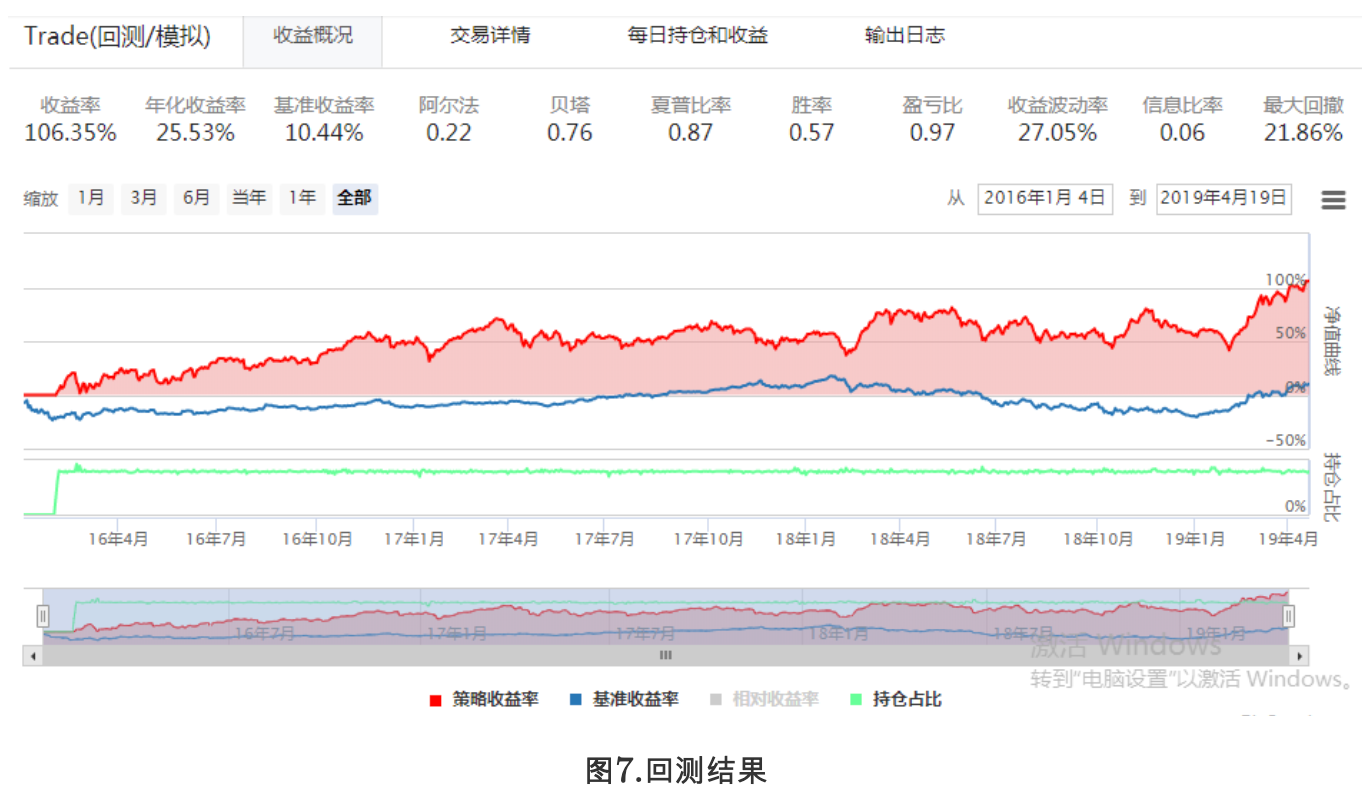 Trade(回测/模拟) 收益概况 交易详情 每日持仓和收益 输出日志
收益率 年化收益率 基准收益率 阿尔法 贝塔 夏普比率 胜率 盈亏比 收益波动率 信息比率 最大回撤
106.35% 25.53% 10.44% 0.22 0.76 0.87 0.57 0.97 27.05% 0.06 21.86%
缩放 1月 3月 6月 当年 1年 全部 从 2016年1月 4日 到 2019年4月19日
100%
50%
0%
-50%
净值曲线
0%
持仓占比
16年4月 16年7月 16年10月 17年1月 17年4月 17年7月 17年10月 18年1月 18年4月 18年7月 18年10月 19年1月 19年4月
16年7月 17年1月 17年7月 18年1月 18年7月 19年1月
激活 Windows
转到“电脑设置”以激活 Windows。
策略收益率 基准收益率 相对收益率 持仓占比
图7.回测结果